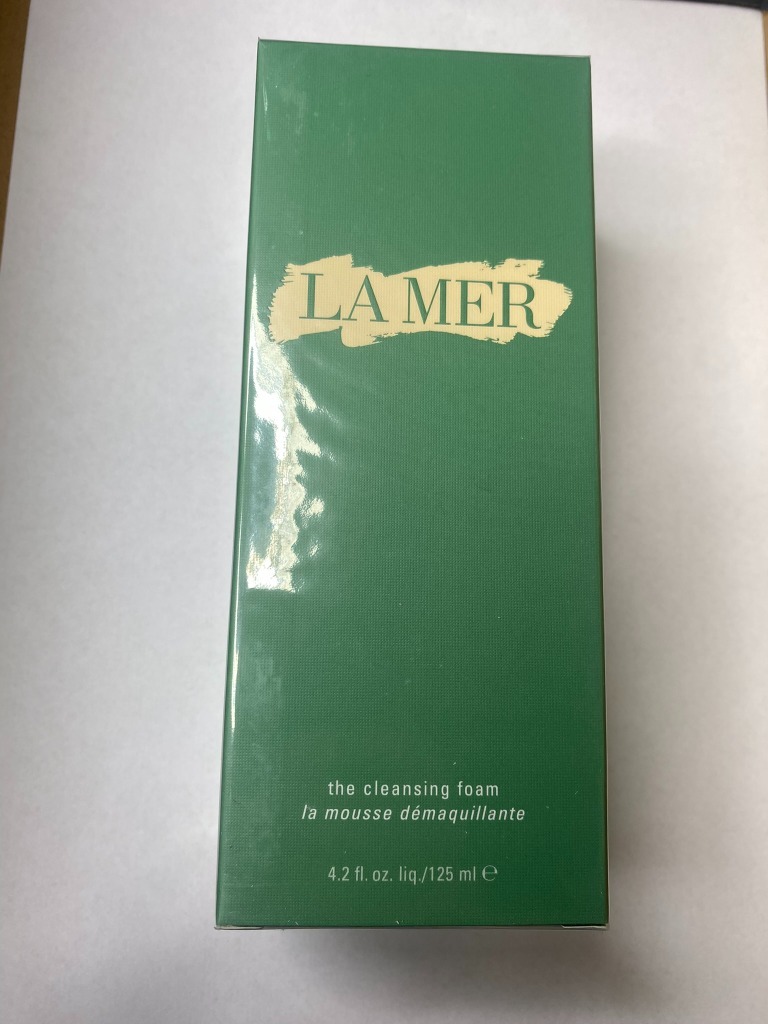 LA MER
the cleansing foam
la mousse démaquillante
4.2 fl. oz. liq./125 ml ℮